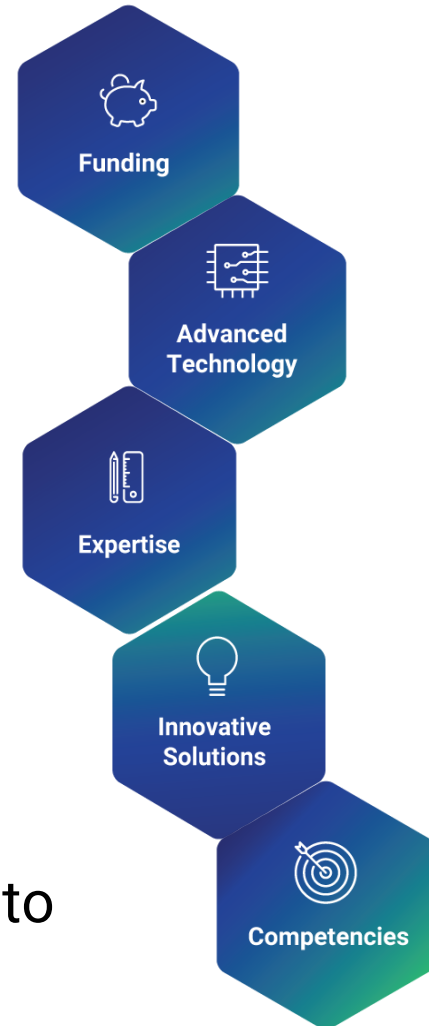 Funding
Advanced
Technology
Expertise
Innovative
Solutions
to
Competencies